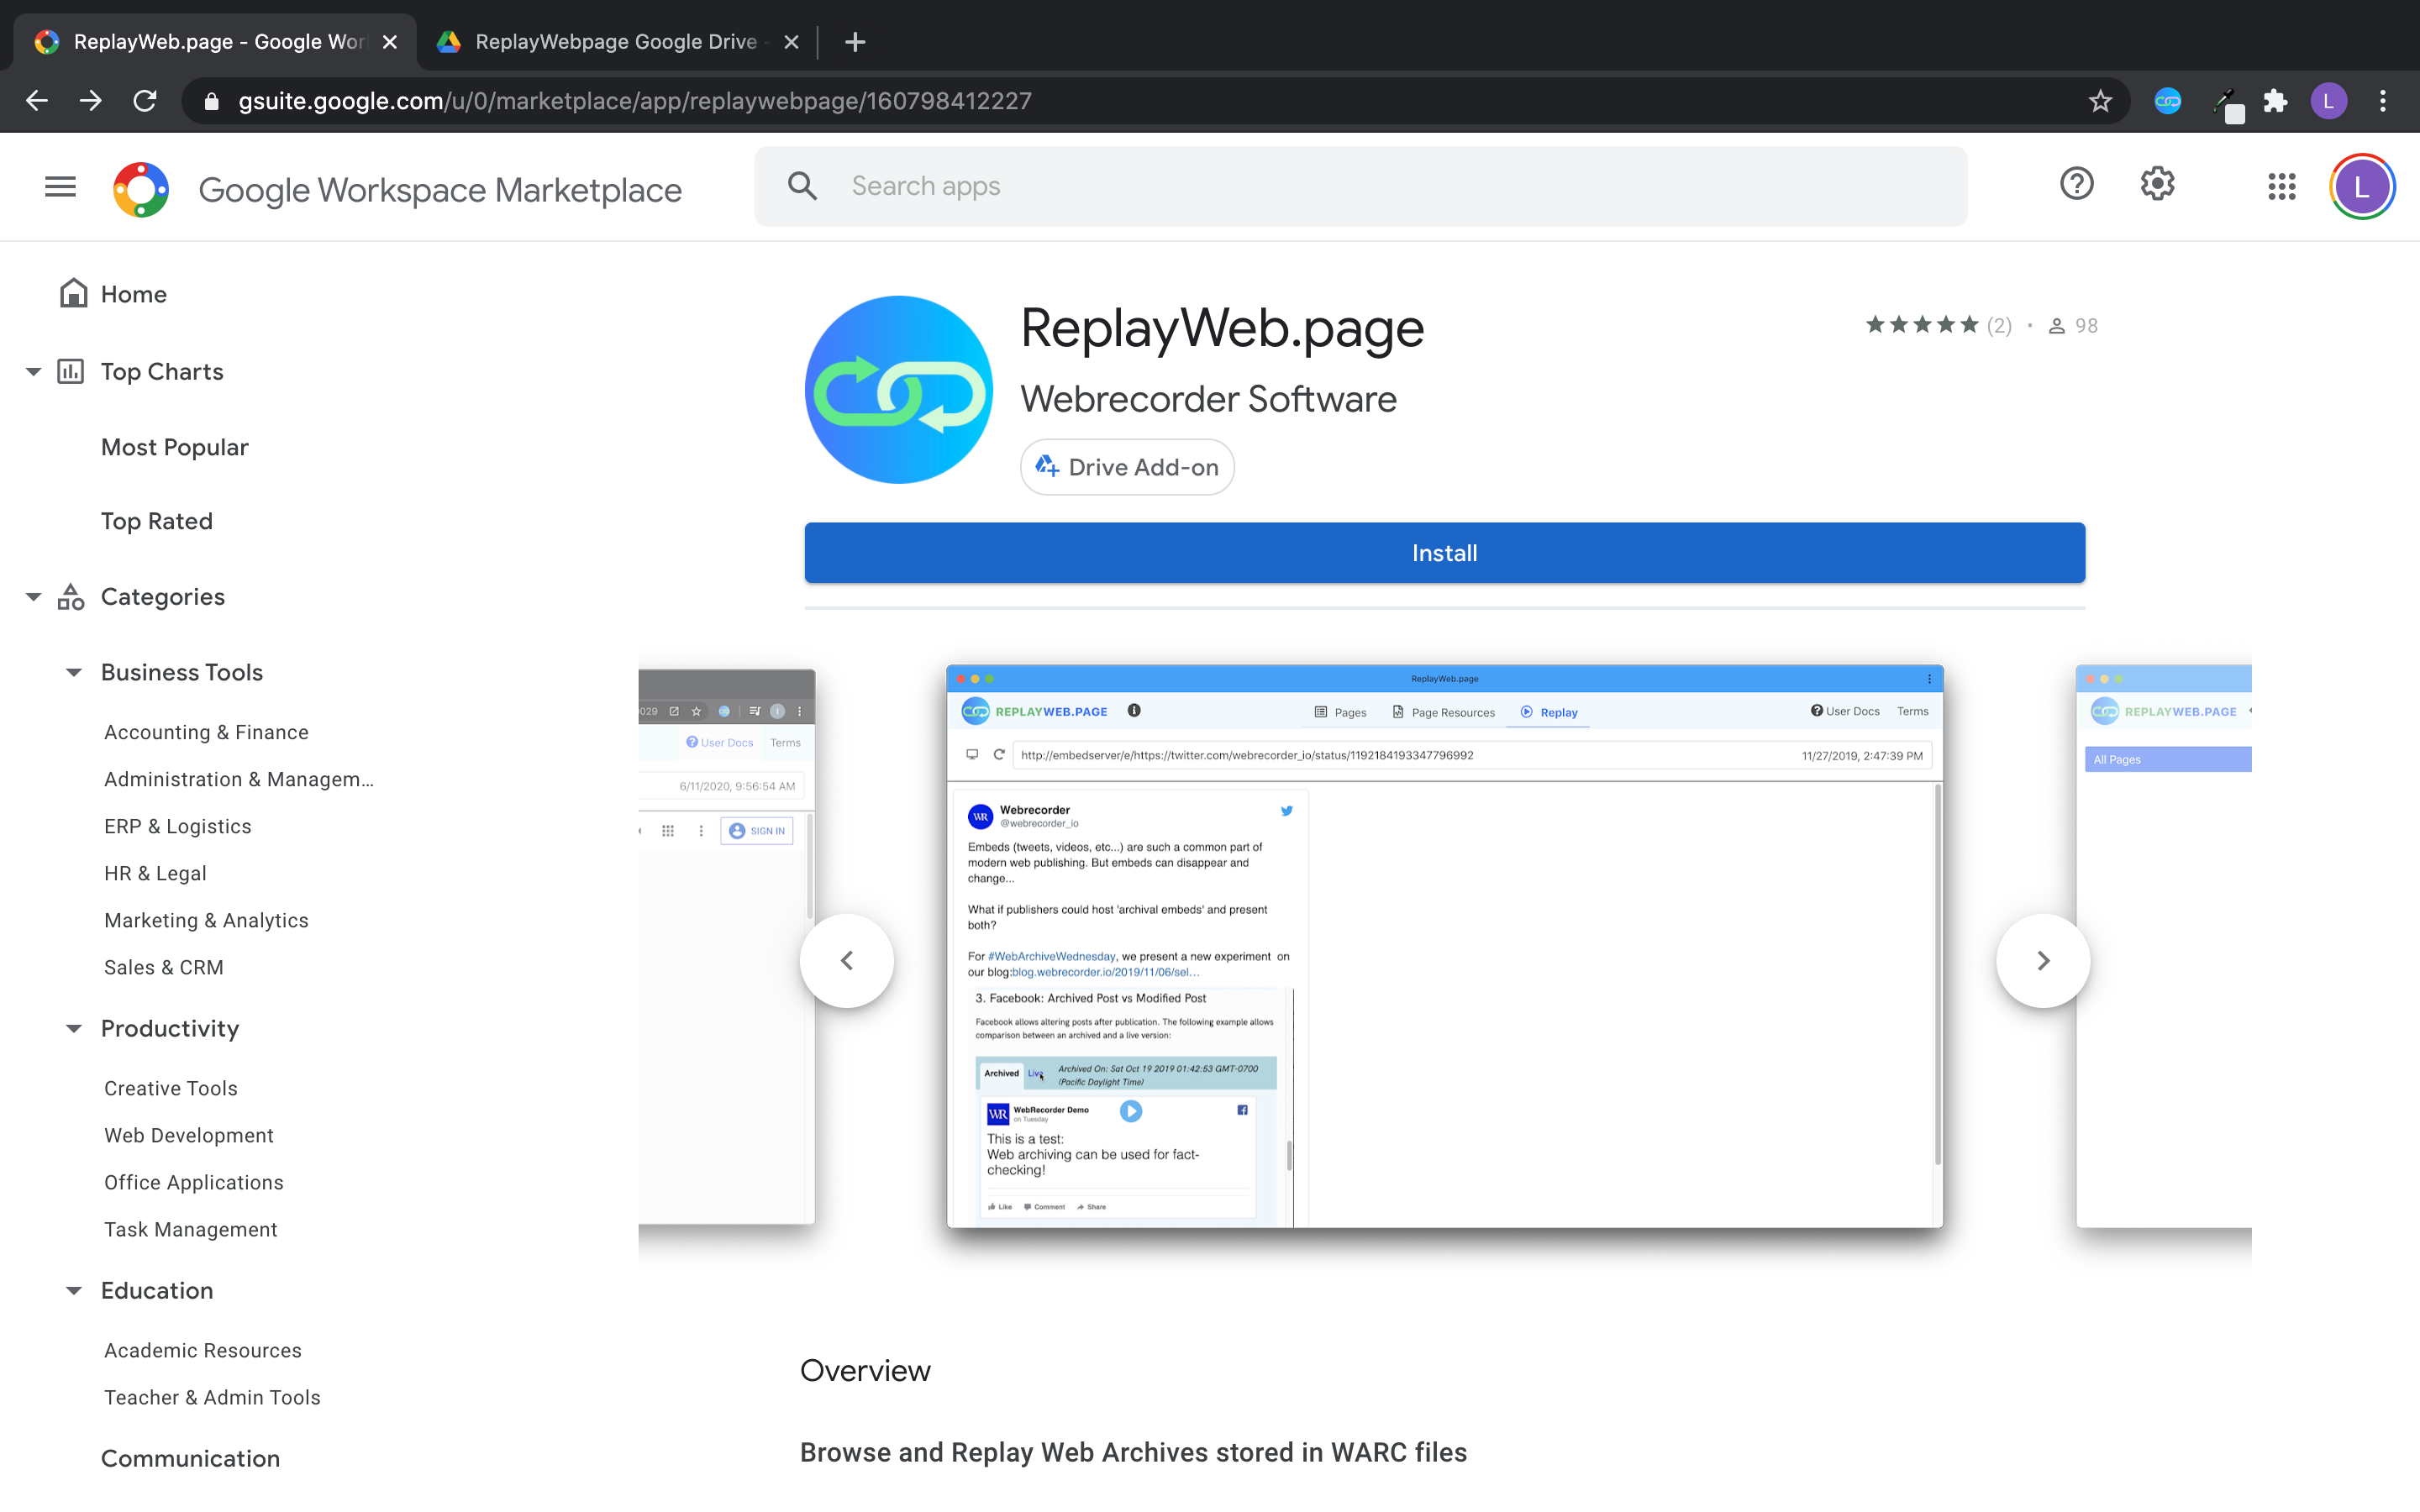 ReplayWeb.page - Google Wor
ReplayWebpage Google Drive -
gsuite.google.com/u/0/marketplace/app/replaywebpage/160798412227
L
Google Workspace Marketplace
Search apps
L
Home
Top Charts
Most Popular
Top Rated
Categories
Business Tools
Accounting & Finance
Administration & Managem...
ERP & Logistics
HR & Legal
Marketing & Analytics
Sales & CRM
Productivity
Creative Tools
Web Development
Office Applications
Task Management
Education
Academic Resources
Teacher & Admin Tools
Communication
ReplayWeb.page
(2) · 98
Webrecorder Software
Drive Add-on
Install
029
User Docs Terms
6/11/2020, 9:56:54 AM
SIGN IN
ReplayWeb.page
REPLAYWEB.PAGE
Pages Page Resources Replay
User Docs Terms
http://embedserver/e/https://twitter.com/webrecorder_io/status/1192184193347796992
11/27/2019, 2:47:39 PM
WR
Webrecorder
@webrecorder_io
Embeds (tweets, videos, etc...) are such a common part of
modern web publishing. But embeds can disappear and
change...
What if publishers could host 'archival embeds' and present
both?
For #WebArchiveWednesday, we present a new experiment on
our blog:blog.webrecorder.io/2019/11/06/sel...
3. Facebook: Archived Post vs Modified Post
Facebook allows altering posts after publication. The following example allows
comparison between an archived and a live version:
Archived Live
Archived On: Sat Oct 19 2019 01:42:53 GMT-0700
(Pacific Daylight Time)
WR
WebRecorder Demo
on Tuesday
This is a test:
Web archiving can be used for fact-
checking!
Like Comment Share
REPLAYWEB.PAGE
All Pages
Overview
Browse and Replay Web Archives stored in WARC files